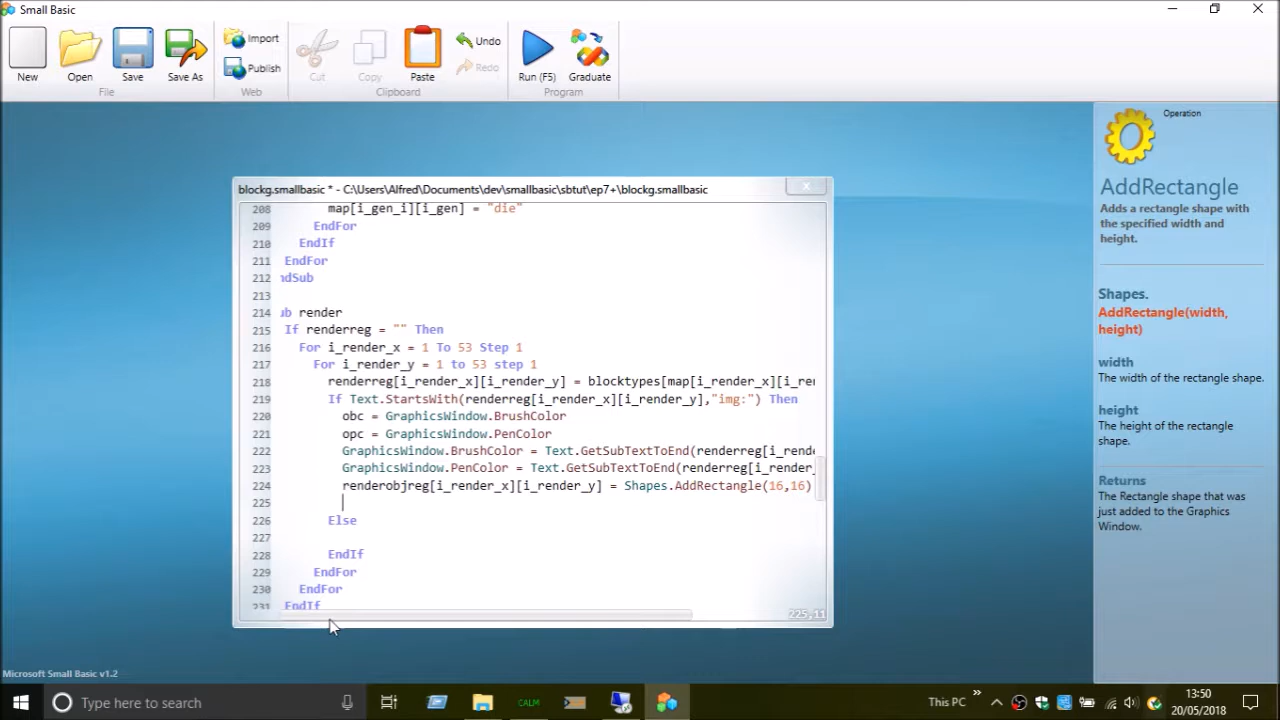 Small Basic
New
Open
Save
Save As
File
Import
Publish
Web
Cut
Copy
Paste
Undo
Redo
Clipboard
Run (F5)
Graduate
Program
blockg.smallbasic * - C:\Users\Alfred\Documents\dev\smallbasic\sbtut\ep7+\blockg.smallbasic
208 map[i_gen_i][i_gen] = "die"
209 EndFor
210 EndIf
211 EndFor
212 ndSub
213
214 ub render
215 If renderreg = "" Then
216 For i_render_x = 1 To 53 Step 1
217 For i_render_y = 1 to 53 step 1
218 renderreg[i_render_x][i_render_y] = blocktypes[map[i_render_x][i_rer
219 If Text.StartsWith(renderreg[i_render_x][i_render_y],"img:") Then
220 obc = GraphicsWindow.BrushColor
221 opc = GraphicsWindow.PenColor
222 GraphicsWindow.BrushColor = Text.GetSubTextToEnd(renderreg[i_rende
223 GraphicsWindow.PenColor = Text.GetSubTextToEnd(renderreg[i_render_
224 renderobjreg[i_render_x][i_render_y] = Shapes.AddRectangle(16,16)
225
226 Else
227
228 EndIf
229 EndFor
230 EndFor
231 EndIf
225,11
Operation
AddRectangle
Adds a rectangle shape with
the specified width and
height.
Shapes.
AddRectangle(width,
height)
width
The width of the rectangle shape.
height
The height of the rectangle
shape.
Returns
The Rectangle shape that was
just added to the Graphics
Window.
Microsoft Small Basic v1.2
Type here to search
CALM
This PC
13:50
20/05/2018